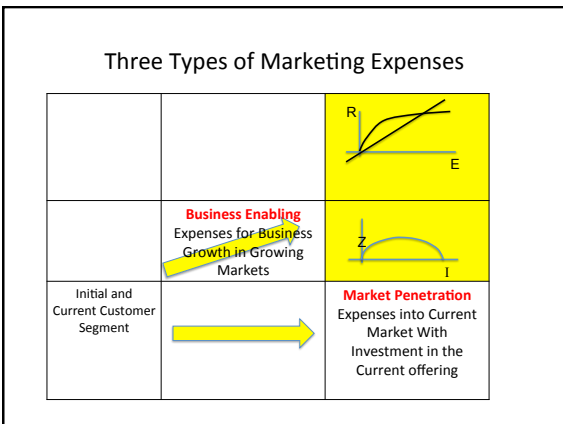 Three Types of Marketing Expenses
R
E
Business Enabling
Expenses for Business
Growth in Growing
Markets
Z
I
Initial and
Current Customer
Segment
Market Penetration
Expenses into Current
Market With
Investment in the
Current offering